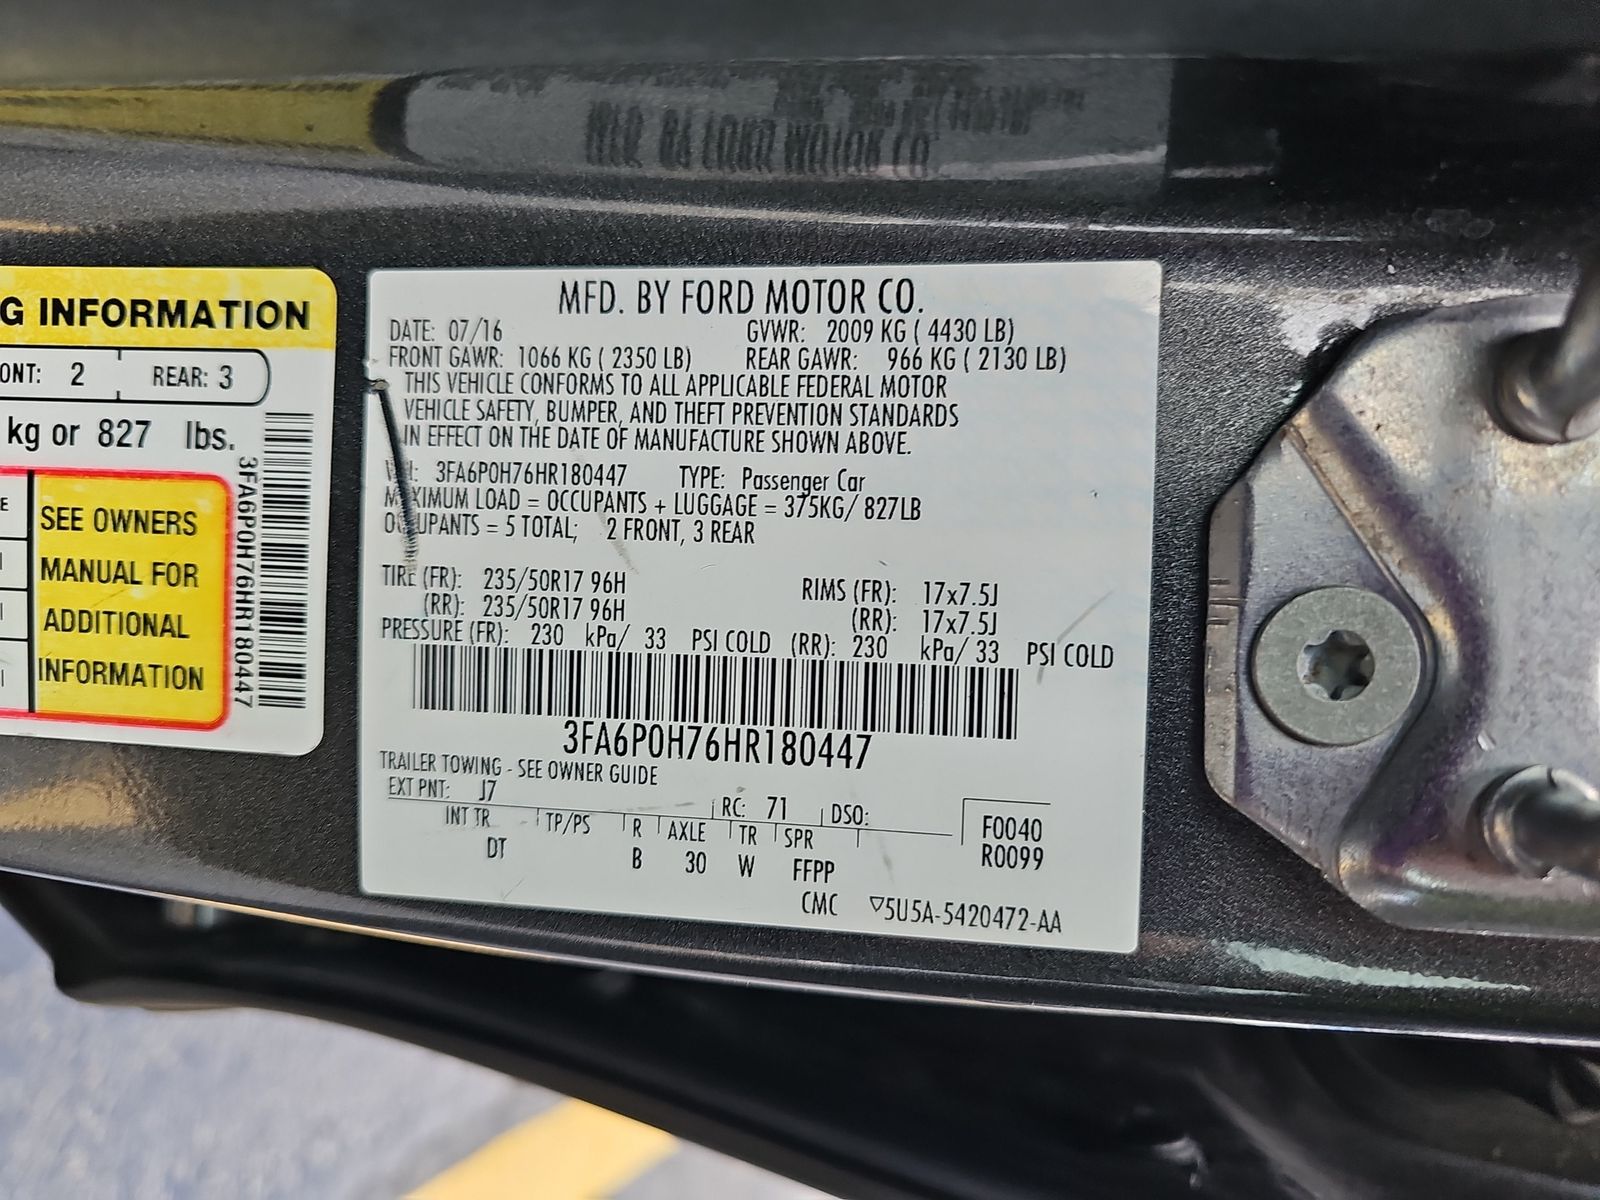 G INFORMATION
ONT: 2 REAR: 3
kg or 827 lbs.
SEE OWNERS
MANUAL FOR
ADDITIONAL
INFORMATION
3FA6P0H76HR180447
MFD. BY FORD MOTOR CO.
DATE: 07/16 GVWR: 2009 KG ( 4430 LB)
FRONT GAWR: 1066 KG ( 2350 LB) REAR GAWR: 966 KG ( 2130 LB)
THIS VEHICLE CONFORMS TO ALL APPLICABLE FEDERAL MOTOR
VEHICLE SAFETY, BUMPER, AND THEFT PREVENTION STANDARDS
IN EFFECT ON THE DATE OF MANUFACTURE SHOWN ABOVE.
VIN: 3FA6P0H76HR180447 TYPE: Passenger Car
MAXIMUM LOAD = OCCUPANTS + LUGGAGE = 375KG/ 827LB
OCCUPANTS = 5 TOTAL; 2 FRONT, 3 REAR
TIRE (FR): 235/50R17 96H RIMS (FR): 17x7.5J
(RR): 235/50R17 96H (RR): 17x7.5J
PRESSURE (FR): 230 kPa/ 33 PSI COLD (RR): 230 kPa/ 33 PSI COLD
3FA6P0H76HR180447
TRAILER TOWING - SEE OWNER GUIDE
EXT PNT: J7 RC: 71 DSO:
INT TR TP/PS R AXLE TR SPR F0040
DT B 30 W FFPP R0099
CMC ▽5U5A-5420472-AA